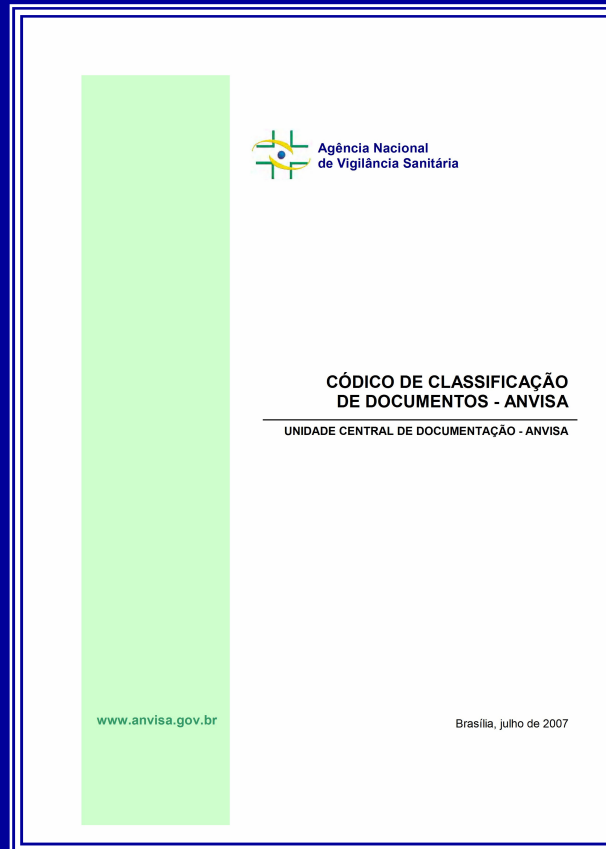 Agência Nacional
de Vigilância Sanitária
CÓDICO DE CLASSIFICAÇÃO
DE DOCUMENTOS - ANVISA
UNIDADE CENTRAL DE DOCUMENTAÇÃO - ANVISA
www.anvisa.gov.br
Brasília, julho de 2007